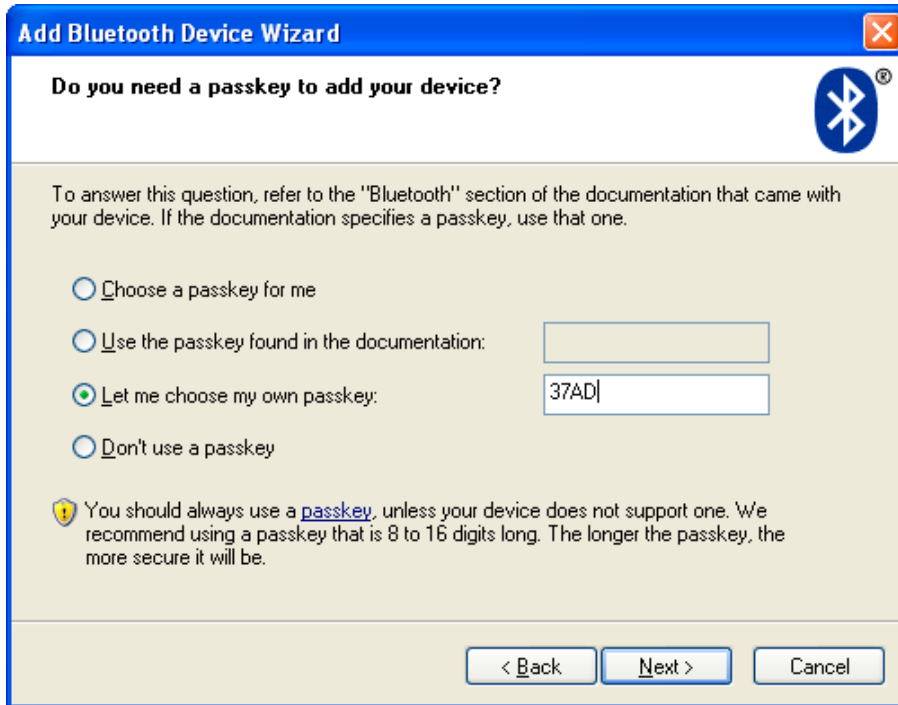 Add Bluetooth Device Wizard
Do you need a passkey to add your device?
®
To answer this question, refer to the "Bluetooth" section of the documentation that came with
your device. If the documentation specifies a passkey, use that one.
Choose a passkey for me
Use the passkey found in the documentation:
Let me choose my own passkey: 37AD
Don't use a passkey
You should always use a passkey, unless your device does not support one. We
recommend using a passkey that is 8 to 16 digits long. The longer the passkey, the
more secure it will be.
< Back Next > Cancel